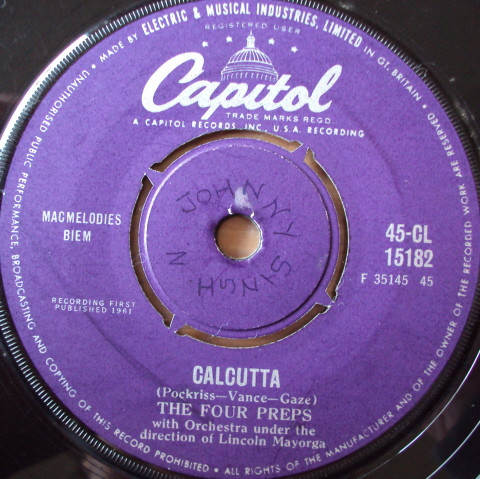 MADE BY ELECTRIC & MUSICAL INDUSTRIES, LIMITED IN GT. BRITAIN •
REGISTERED USER
Capitol
TRADE MARKS REGD.
A CAPITOL RECORDS, INC., U.S.A. RECORDING
MACMELODIES
BIEM
45-CL
15182
F 35145 45
JOHNNY
RECORDING FIRST
PUBLISHED 1961
CALCUTTA
(Pockriss—Vance—Gaze)
THE FOUR PREPS
with Orchestra under the
direction of Lincoln Mayorga
ALL RIGHTS OF THE MANUFACTURER AND OF THE OWNER OF THE RECORDED WORK ARE RESERVED •
UNAUTHORISED PUBLIC PERFORMANCE, BROADCASTING AND COPYING OF THIS RECORD PROHIBITED •